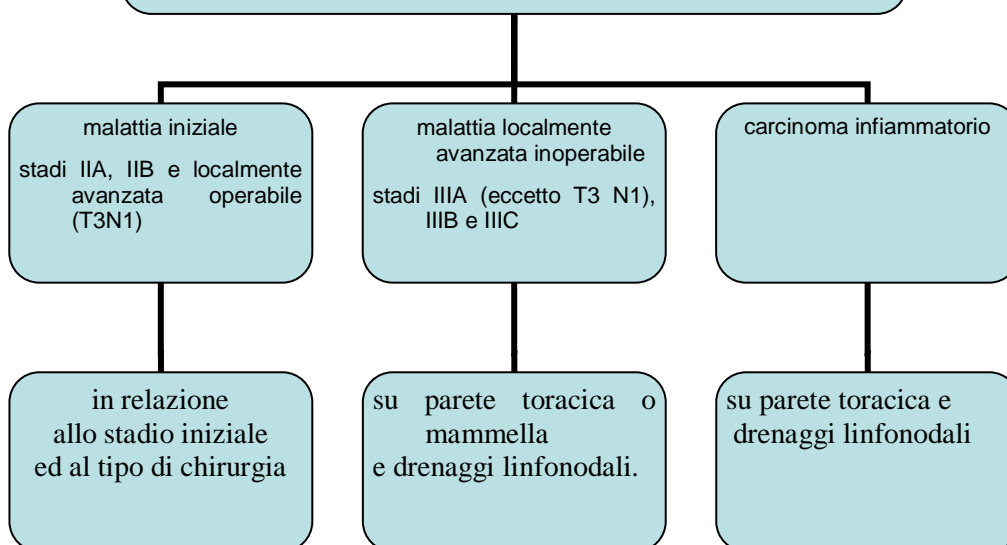 malattia iniziale
stadi IIA, IIB e localmente
avanzata operabile
(T3N1)
malattia localmente
avanzata inoperabile
stadi IIIA (eccetto T3 N1),
IIIB e IIIC
carcinoma infiammatorio
in relazione
allo stadio iniziale
ed al tipo di chirurgia
su parete toracica o
mammella
e drenaggi linfonodali.
su parete toracica e
drenaggi linfonodali